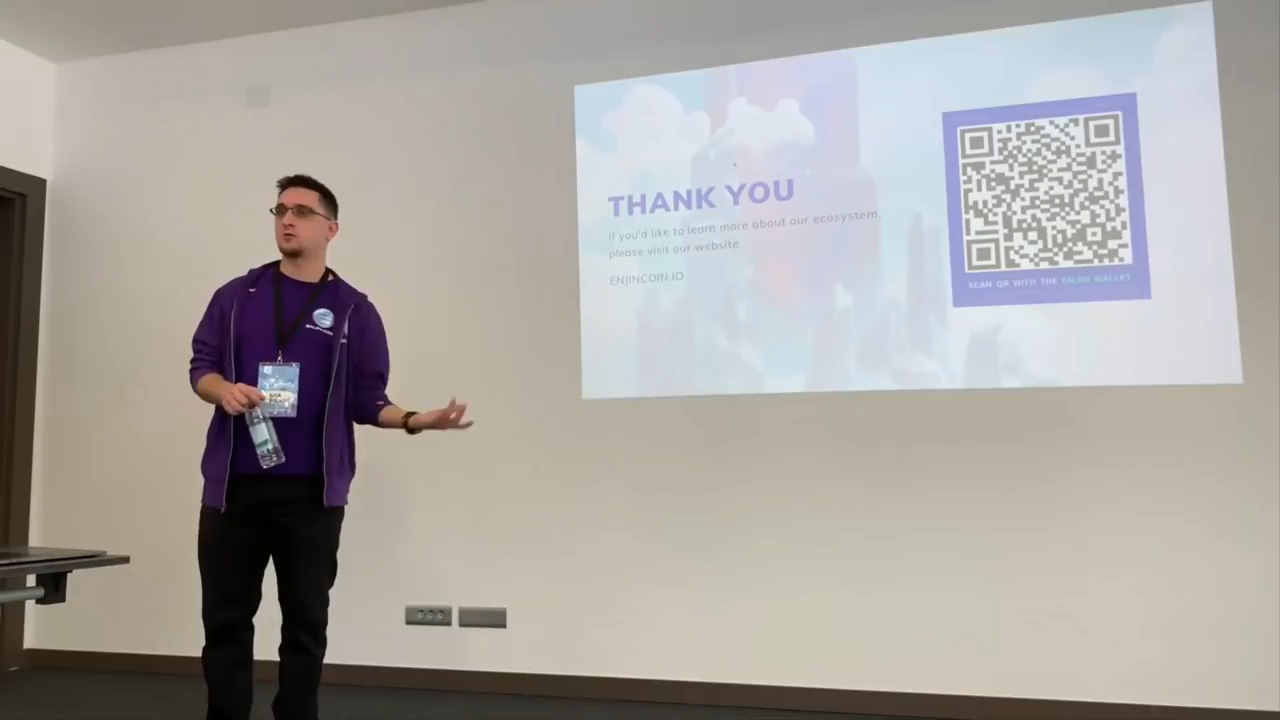 THANK YOU
If you'd like to learn more about our ecosystem,
please visit our website.
ENJINCOIN.IO
SCAN QR WITH THE ENJIN WALLET